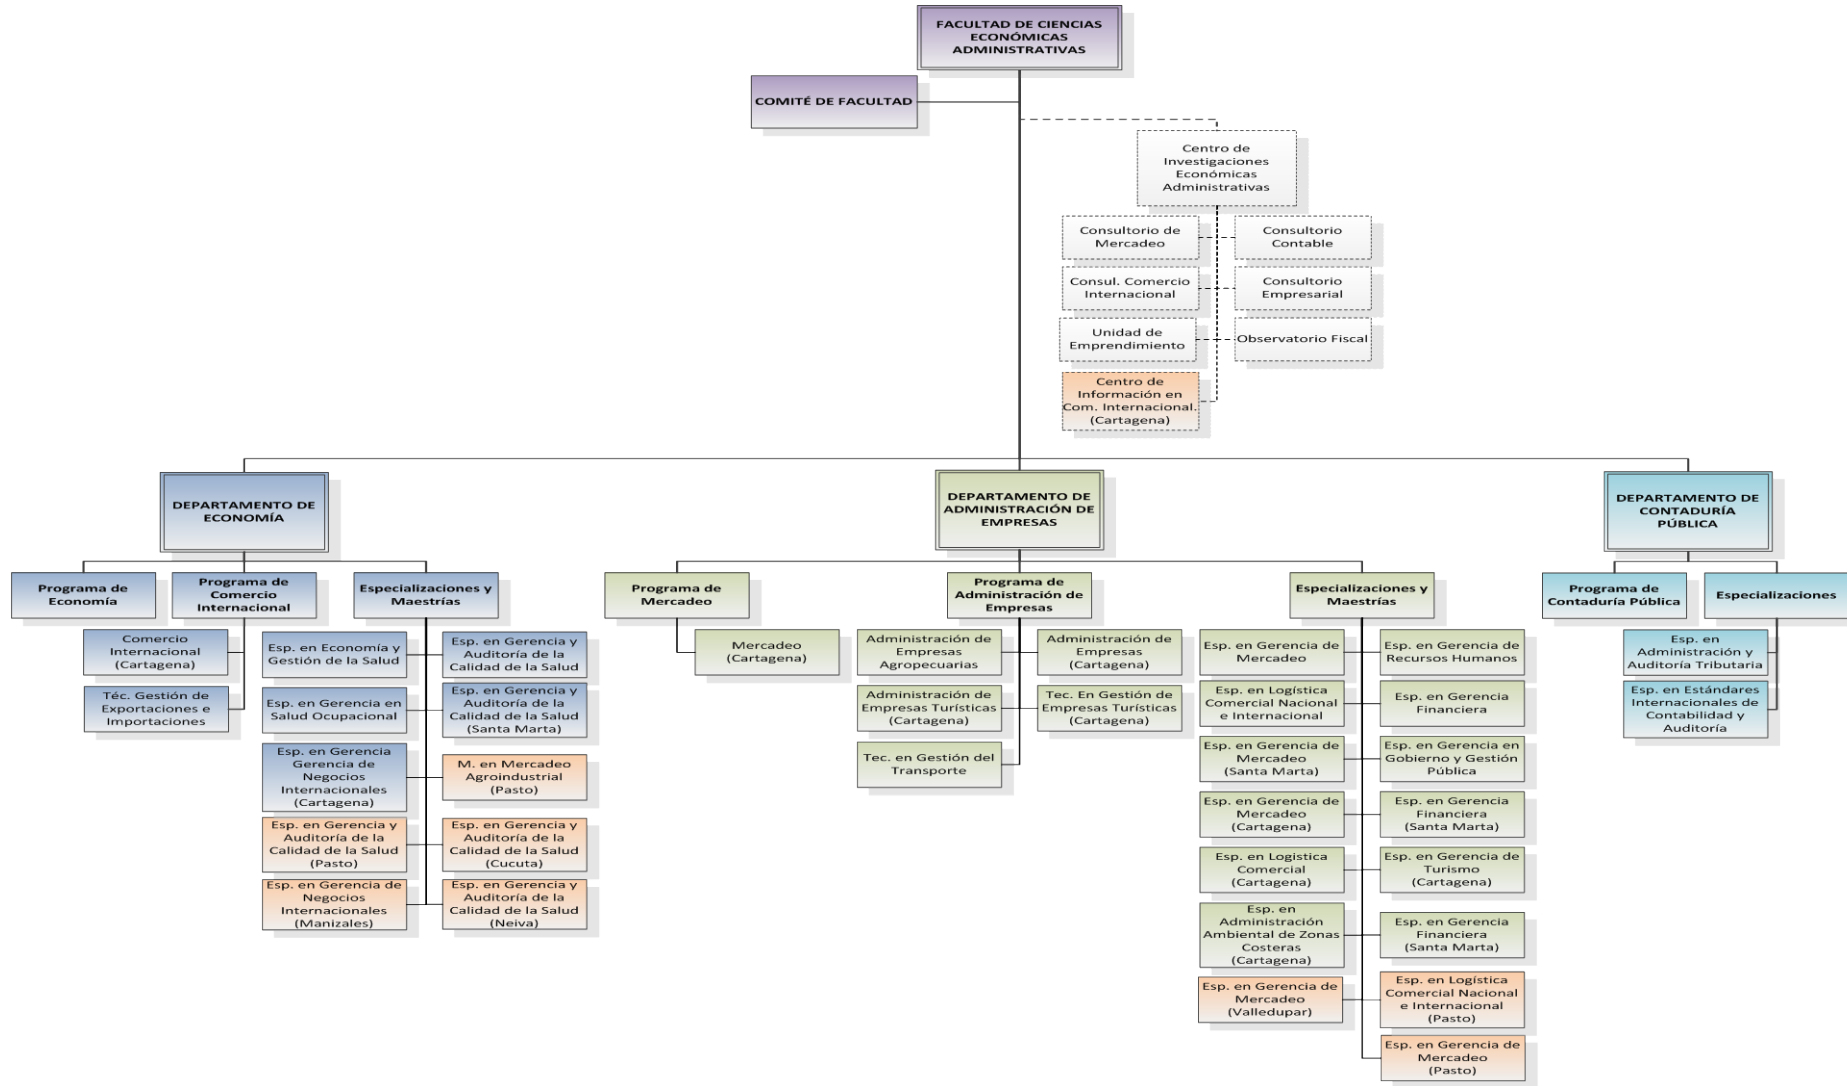 FACULTAD DE CIENCIAS
ECONÓMICAS
ADMINISTRATIVAS
COMITÉ DE FACULTAD
Centro de
Investigaciones
Económicas
Administrativas
Consultorio de
Mercadeo
Consultorio
Contable
Consul. Comercio
Internacional
Consultorio
Empresarial
Unidad de
Emprendimiento
Observatorio Fiscal
Centro de
Información en
Com. Internacional.
(Cartagena)
DEPARTAMENTO DE
ECONOMÍA
Programa de
Economía
Programa de
Comercio
Internacional
Especializaciones y
Maestrías
Comercio
Internacional
(Cartagena)
Téc. Gestión de
Exportaciones e
Importaciones
Esp. en Economía y
Gestión de la Salud
Esp. en Gerencia y
Auditoría de la
Calidad de la Salud
Esp. en Gerencia en
Salud Ocupacional
Esp. en Gerencia y
Auditoría de la
Calidad de la Salud
(Santa Marta)
Esp. en Gerencia
Gerencia de
Negocios
Internacionales
(Cartagena)
M. en Mercadeo
Agroindustrial
(Pasto)
Esp. en Gerencia y
Auditoría de la
Calidad de la Salud
(Pasto)
Esp. en Gerencia y
Auditoría de la
Calidad de la Salud
(Cucuta)
Esp. en Gerencia de
Negocios
Internacionales
(Manizales)
Esp. en Gerencia y
Auditoría de la
Calidad de la Salud
(Neiva)
DEPARTAMENTO DE
ADMINISTRACIÓN DE
EMPRESAS
Programa de
Mercadeo
Programa de
Administración de
Empresas
Especializaciones y
Maestrías
Mercadeo
(Cartagena)
Administración de
Empresas
Agropecuarias
Administración de
Empresas
(Cartagena)
Administración de
Empresas Turísticas
(Cartagena)
Tec. En Gestión de
Empresas Turísticas
(Cartagena)
Tec. en Gestión del
Transporte
Esp. en Gerencia de
Mercadeo
Esp. en Gerencia de
Recursos Humanos
Esp. en Logística
Comercial Nacional
e Internacional
Esp. en Gerencia
Financiera
Esp. en Gerencia de
Mercadeo
(Santa Marta)
Esp. en Gerencia en
Gobierno y Gestión
Pública
Esp. en Gerencia de
Mercadeo
(Cartagena)
Esp. en Gerencia
Financiera
(Santa Marta)
Esp. en Logistica
Comercial
(Cartagena)
Esp. en Gerencia de
Turismo
(Cartagena)
Esp. en
Administración
Ambiental de Zonas
Costeras
(Cartagena)
Esp. en Gerencia
Financiera
(Santa Marta)
Esp. en Gerencia de
Mercadeo
(Valledupar)
Esp. en Logística
Comercial Nacional
e Internacional
(Pasto)
Esp. en Gerencia de
Mercadeo
(Pasto)
DEPARTAMENTO DE
CONTADURÍA
PÚBLICA
Programa de
Contaduría Pública
Especializaciones
Esp. en
Administración y
Auditoría Tributaria
Esp. en Estándares
Internacionales de
Contabilidad y
Auditoría